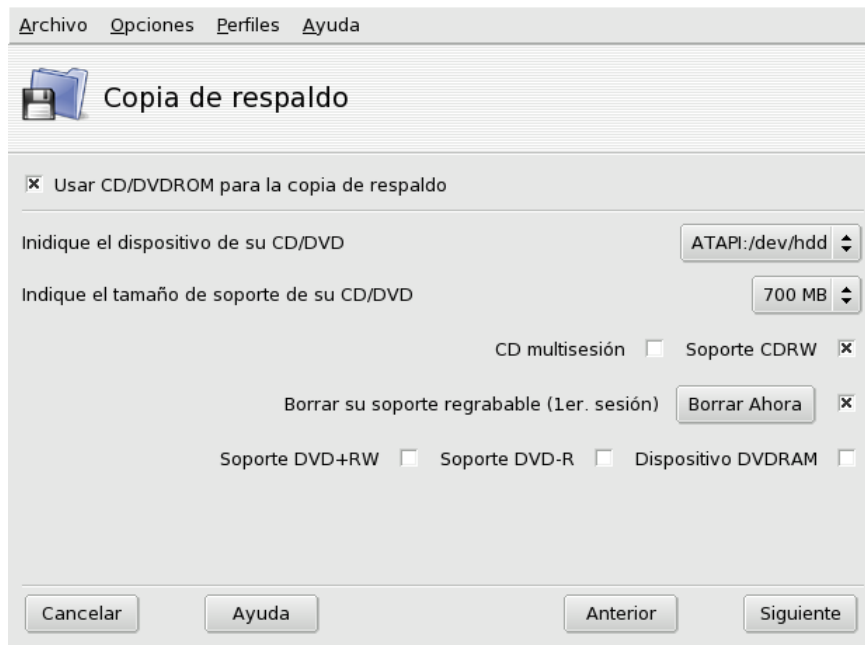 Archivo Opciones Perfiles Ayuda
Copia de respaldo
Usar CD/DVDROM para la copia de respaldo
Inidique el dispositivo de su CD/DVD ATAPI:/dev/hdd
Indique el tamaño de soporte de su CD/DVD 700 MB
CD multisesión Soporte CDRW
Borrar su soporte regrabable (1er. sesión) Borrar Ahora
Soporte DVD+RW Soporte DVD-R Dispositivo DVDRAM
Cancelar Ayuda Anterior Siguiente